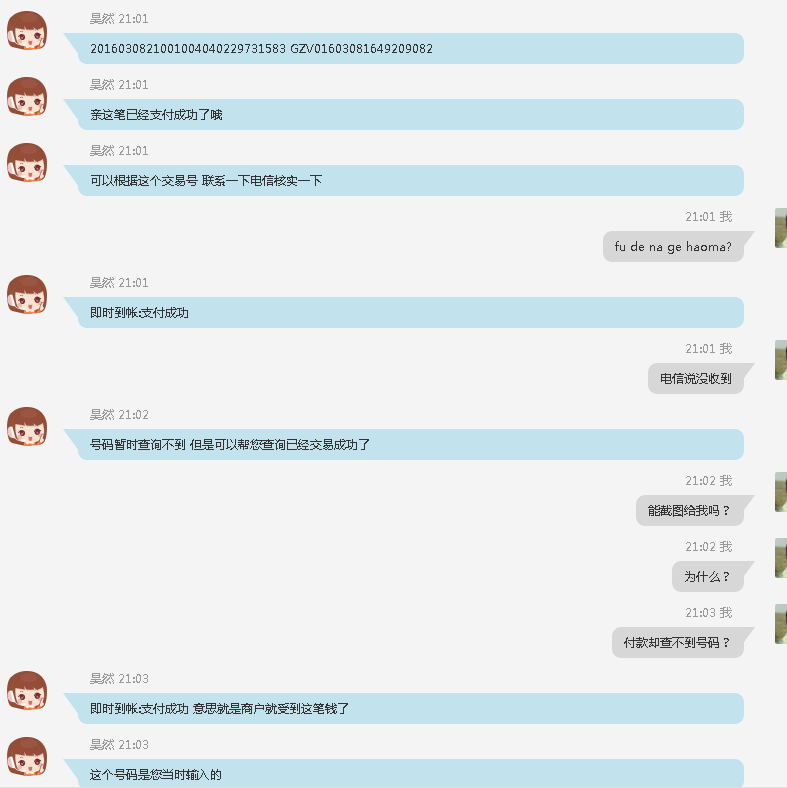 昊然 21:01
2016030821001004040229731583 GZV01603081649209082
昊然 21:01
亲这笔已经支付成功了哦
昊然 21:01
可以根据这个交易号 联系一下电信核实一下
21:01 我
fu de na ge haoma?
昊然 21:01
即时到帐:支付成功
21:01 我
电信说没收到
昊然 21:02
号码暂时查询不到 但是可以帮您查询已经交易成功了
21:02 我
能截图给我吗？
21:02 我
为什么？
21:03 我
付款却查不到号码？
昊然 21:03
即时到帐:支付成功 意思就是商户就受到这笔钱了
昊然 21:03
这个号码是您当时输入的